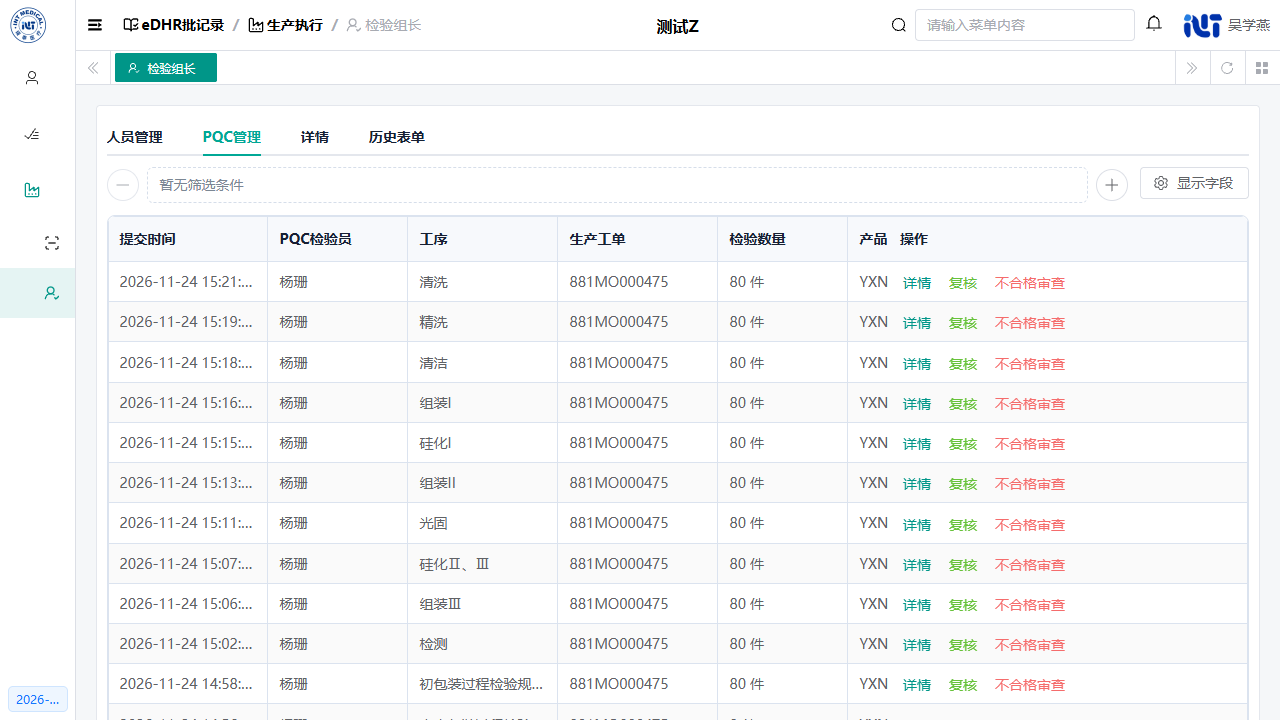 eDHR批记录 / 生产执行 / 检验组长
测试Z
请输入菜单内容
吴学燕
检验组长
人员管理 PQC管理 详情 历史表单
暂无筛选条件
显示字段
提交时间 PQC检验员 工序 生产工单 检验数量 产品 操作
2026-11-24 15:21:... 杨珊 清洗 881MO000475 80 件 YXN 详情 复核 不合格审查
2026-11-24 15:19:... 杨珊 精洗 881MO000475 80 件 YXN 详情 复核 不合格审查
2026-11-24 15:18:... 杨珊 清洁 881MO000475 80 件 YXN 详情 复核 不合格审查
2026-11-24 15:16:... 杨珊 组装I 881MO000475 80 件 YXN 详情 复核 不合格审查
2026-11-24 15:15:... 杨珊 硅化I 881MO000475 80 件 YXN 详情 复核 不合格审查
2026-11-24 15:13:... 杨珊 组装II 881MO000475 80 件 YXN 详情 复核 不合格审查
2026-11-24 15:11:... 杨珊 光固 881MO000475 80 件 YXN 详情 复核 不合格审查
2026-11-24 15:07:... 杨珊 硅化Ⅱ、Ⅲ 881MO000475 80 件 YXN 详情 复核 不合格审查
2026-11-24 15:06:... 杨珊 组装Ⅲ 881MO000475 80 件 YXN 详情 复核 不合格审查
2026-11-24 15:02:... 杨珊 检测 881MO000475 80 件 YXN 详情 复核 不合格审查
2026-11-24 14:58:... 杨珊 初包装过程检验规... 881MO000475 80 件 YXN 详情 复核 不合格审查
2026-...